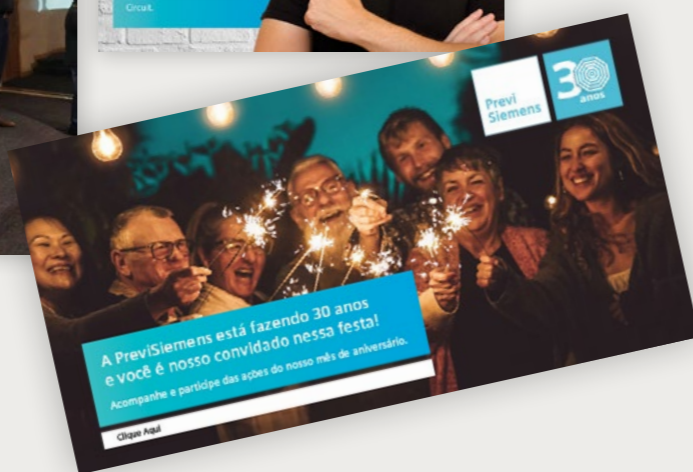 Circuit.
Previ
Siemens
30
anos
A PreviSiemens está fazendo 30 anos
e você é nosso convidado nessa festa!
Acompanhe e participe das ações do nosso mês de aniversário.
Clique Aqui